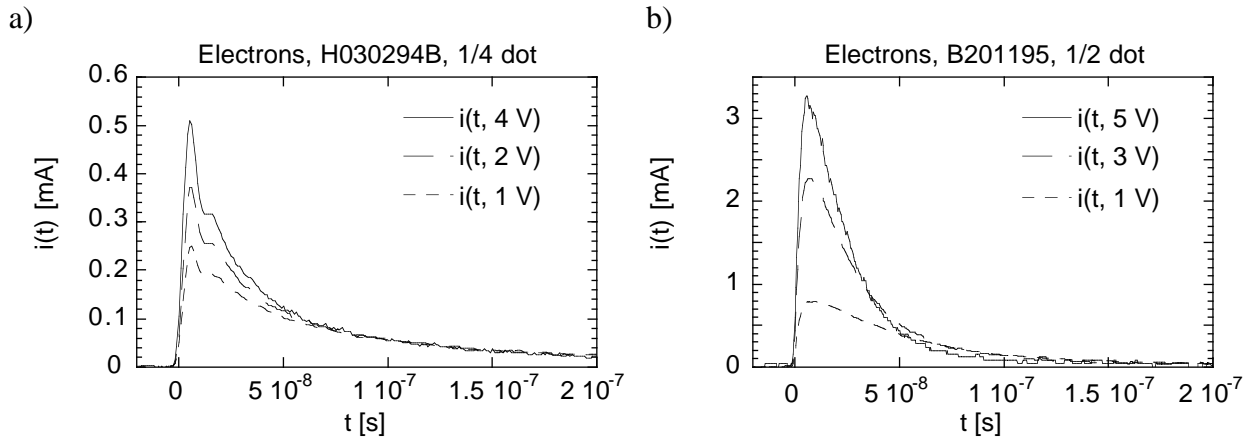 a)
Electrons, H030294B, 1/4 dot
0.6
0.5
0.4
0.3
0.2
0.1
0
i(t) [mA]
i(t, 4 V)
i(t, 2 V)
i(t, 1 V)
0
5 10-8
1 10-7
1.5 10-7
2 10-7
t [s]
b)
Electrons, B201195, 1/2 dot
3
2
1
0
i(t) [mA]
i(t, 5 V)
i(t, 3 V)
i(t, 1 V)
0
5 10-8
1 10-7
1.5 10-7
2 10-7
t [s]